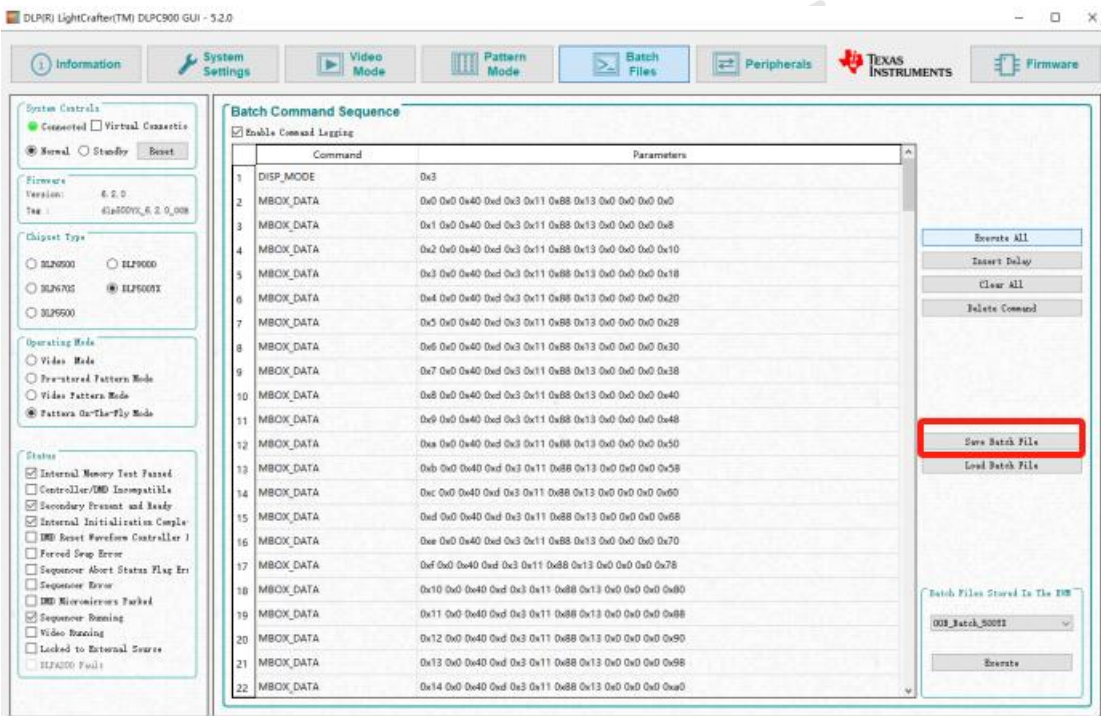 DLP(R) LightCrafter(TM) DLPC900 GUI - 5.2.0
Information
System Settings
Video Mode
Pattern Mode
Batch Files
Peripherals
TEXAS INSTRUMENTS
Firmware
System Controls
Connected Virtual Connectio
Normal Standby Reset
Firmware
Version: 6.2.0
Tag : dlp500YX_6.2.0_OOB
Chipset Type
DLP6500 DLP9000
DLP670S DLP500YX
DLP5500
Operating Mode
Video Mode
Pre-stored Pattern Mode
Video Pattern Mode
Pattern On-The-Fly Mode
Status
Internal Memory Test Passed
Controller/DMD Incompatible
Secondary Present and Ready
Internal Initialization Comple
DMD Reset Waveform Controller
Forced Swap Error
Sequencer Abort Status Flag Err
Sequencer Error
DMD Micromirrors Parked
Sequencer Running
Video Running
Locked to External Source
DLPA200 Fault
Batch Command Sequence
Enable Command Logging
Command Parameters
1 DISP_MODE 0x3
2 MBOX_DATA 0x0 0x0 0x40 0xd 0x3 0x11 0x88 0x13 0x0 0x0 0x0 0x0
3 MBOX_DATA 0x1 0x0 0x40 0xd 0x3 0x11 0x88 0x13 0x0 0x0 0x0 0x8
4 MBOX_DATA 0x2 0x0 0x40 0xd 0x3 0x11 0x88 0x13 0x0 0x0 0x0 0x10
5 MBOX_DATA 0x3 0x0 0x40 0xd 0x3 0x11 0x88 0x13 0x0 0x0 0x0 0x18
6 MBOX_DATA 0x4 0x0 0x40 0xd 0x3 0x11 0x88 0x13 0x0 0x0 0x0 0x20
7 MBOX_DATA 0x5 0x0 0x40 0xd 0x3 0x11 0x88 0x13 0x0 0x0 0x0 0x28
8 MBOX_DATA 0x6 0x0 0x40 0xd 0x3 0x11 0x88 0x13 0x0 0x0 0x0 0x30
9 MBOX_DATA 0x7 0x0 0x40 0xd 0x3 0x11 0x88 0x13 0x0 0x0 0x0 0x38
10 MBOX_DATA 0x8 0x0 0x40 0xd 0x3 0x11 0x88 0x13 0x0 0x0 0x0 0x40
11 MBOX_DATA 0x9 0x0 0x40 0xd 0x3 0x11 0x88 0x13 0x0 0x0 0x0 0x48
12 MBOX_DATA 0xa 0x0 0x40 0xd 0x3 0x11 0x88 0x13 0x0 0x0 0x0 0x50
13 MBOX_DATA 0xb 0x0 0x40 0xd 0x3 0x11 0x88 0x13 0x0 0x0 0x0 0x58
14 MBOX_DATA 0xc 0x0 0x40 0xd 0x3 0x11 0x88 0x13 0x0 0x0 0x0 0x60
15 MBOX_DATA 0xd 0x0 0x40 0xd 0x3 0x11 0x88 0x13 0x0 0x0 0x0 0x68
16 MBOX_DATA 0xe 0x0 0x40 0xd 0x3 0x11 0x88 0x13 0x0 0x0 0x0 0x70
17 MBOX_DATA 0xf 0x0 0x40 0xd 0x3 0x11 0x88 0x13 0x0 0x0 0x0 0x78
18 MBOX_DATA 0x10 0x0 0x40 0xd 0x3 0x11 0x88 0x13 0x0 0x0 0x0 0x80
19 MBOX_DATA 0x11 0x0 0x40 0xd 0x3 0x11 0x88 0x13 0x0 0x0 0x0 0x88
20 MBOX_DATA 0x12 0x0 0x40 0xd 0x3 0x11 0x88 0x13 0x0 0x0 0x0 0x90
21 MBOX_DATA 0x13 0x0 0x40 0xd 0x3 0x11 0x88 0x13 0x0 0x0 0x0 0x98
22 MBOX_DATA 0x14 0x0 0x40 0xd 0x3 0x11 0x88 0x13 0x0 0x0 0x0 0xa0
Execute All
Insert Delay
Clear All
Delete Command
Save Batch File
Load Batch File
Batch Files Stored In The EVM
OOB_Batch_500YX
Execute